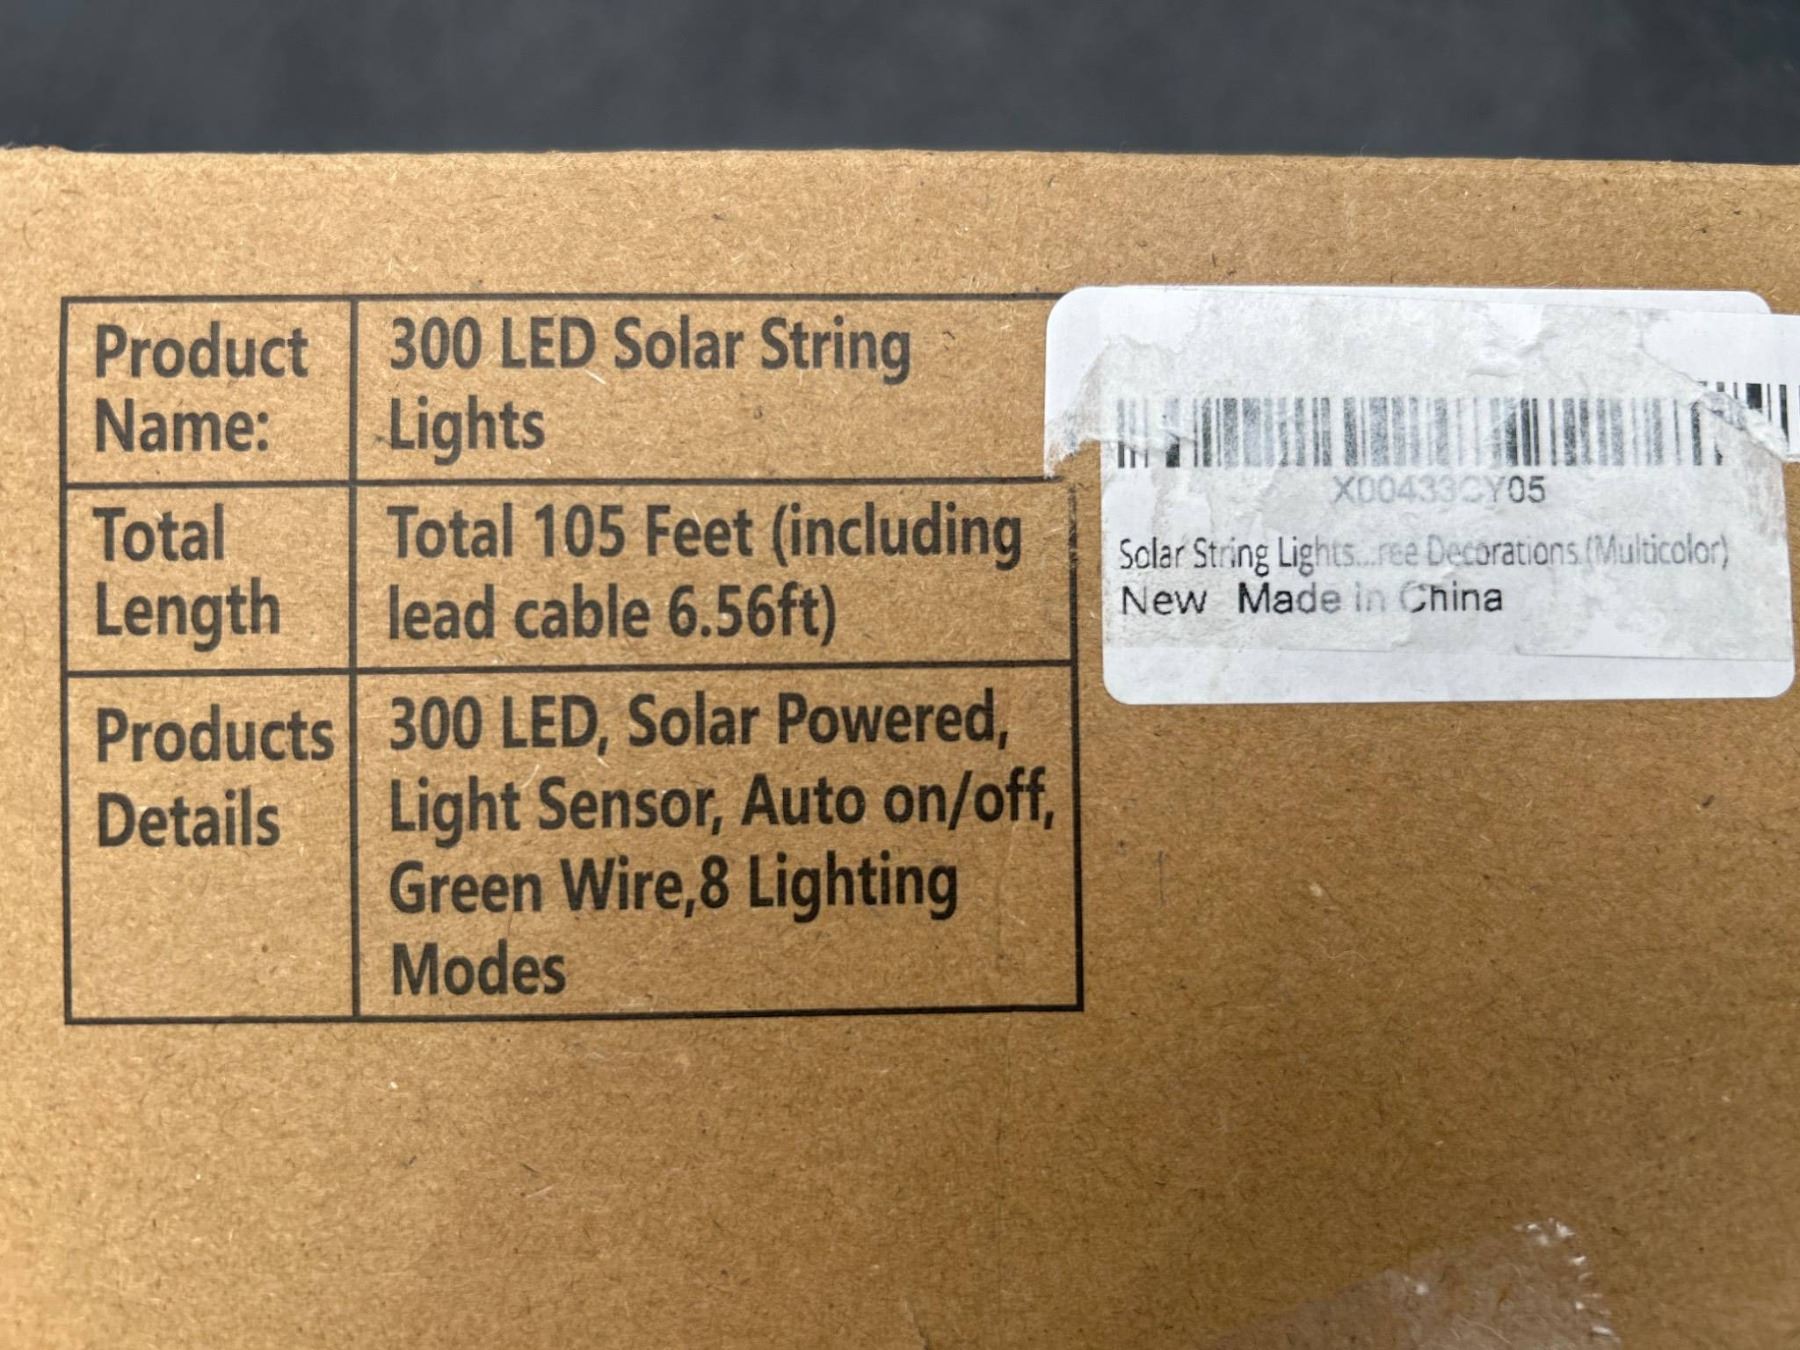 Product
Name:
300 LED Solar String
Lights
Total
Length
Total 105 Feet (including
lead cable 6.56ft)
Products
Details
300 LED, Solar Powered,
Light Sensor, Auto on/off,
Green Wire,8 Lighting
Modes
X00433CY05
Solar String Lights...ree Decorations (Multicolor)
New Made in China